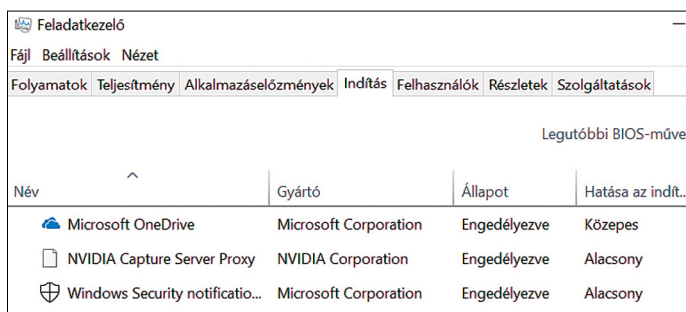 Feladatkezelő
Fájl Beállítások Nézet
Folyamatok Teljesítmény Alkalmazáselőzmények Indítás Felhasználók Részletek Szolgáltatások
Legutóbbi BIOS-műve
Név Gyártó Állapot Hatása az indít..
Microsoft OneDrive Microsoft Corporation Engedélyezve Közepes
NVIDIA Capture Server Proxy NVIDIA Corporation Engedélyezve Alacsony
Windows Security notificatio... Microsoft Corporation Engedélyezve Alacsony